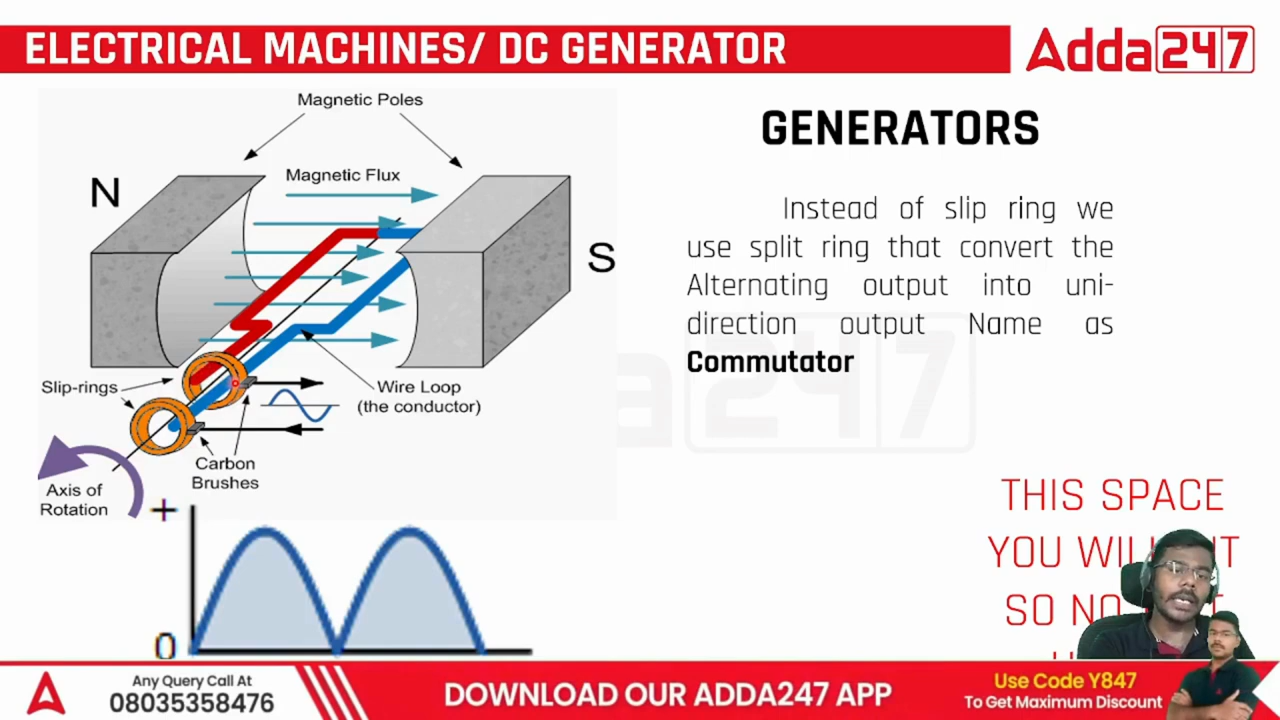 ELECTRICAL MACHINES/ DC GENERATOR
Adda247
Magnetic Poles
GENERATORS
N
Magnetic Flux
S
Instead of slip ring we
use split ring that convert the
Alternating output into uni-
direction output Name as
Commutator
Slip-rings
Wire Loop
(the conductor)
Carbon
Brushes
Axis of
Rotation
+
0
THIS SPACE
YOU
SO
Any Query Call At
08035358476
DOWNLOAD OUR ADDA247 APP
Use Code Y847
To Get Maximum Discount